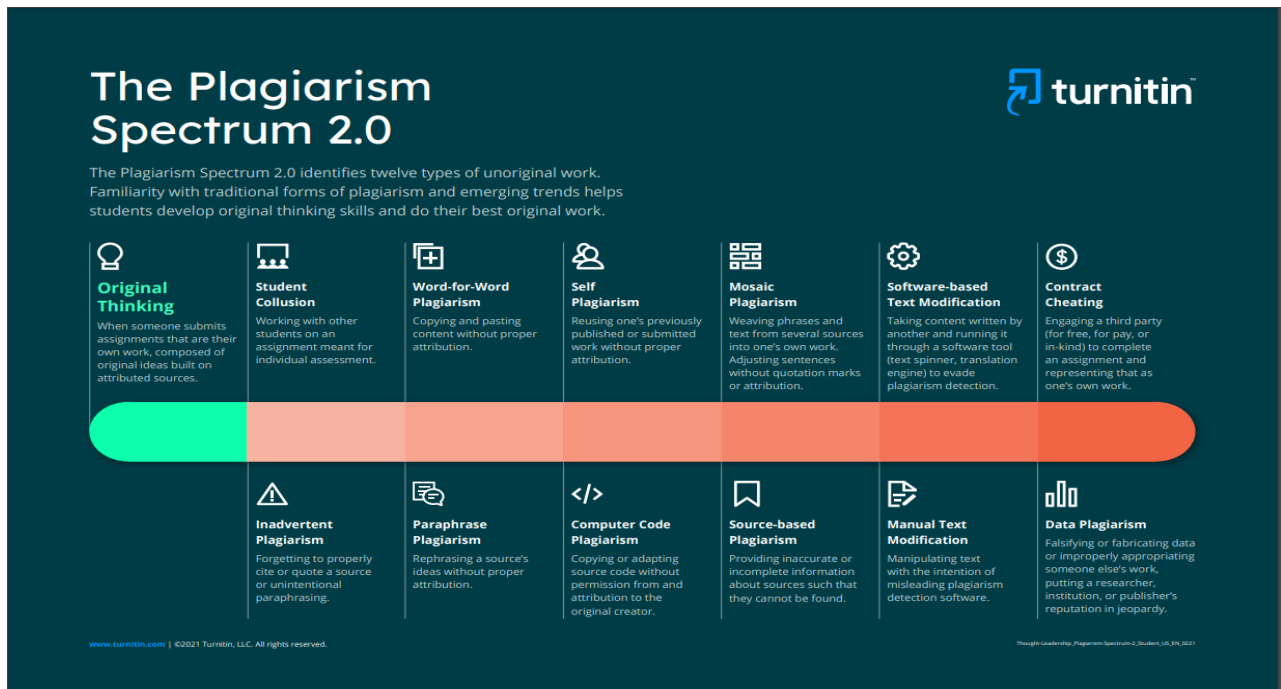 The Plagiarism
Spectrum 2.0
turnitin™
The Plagiarism Spectrum 2.0 identifies twelve types of unoriginal work.
Familiarity with traditional forms of plagiarism and emerging trends helps
students develop original thinking skills and do their best original work.
Original
Thinking
When someone submits
assignments that are their
own work, composed of
original ideas built on
attributed sources.
Student
Collusion
Working with other
students on an
assignment meant for
individual assessment.
Word-for-Word
Plagiarism
Copying and pasting
content without proper
attribution.
Self
Plagiarism
Reusing one's previously
published or submitted
work without proper
attribution.
Mosaic
Plagiarism
Weaving phrases and
text from several sources
into one's own work.
Adjusting sentences
without quotation marks
or attribution.
Software-based
Text Modification
Taking content written by
another and running it
through a software tool
(text spinner, translation
engine) to evade
plagiarism detection.
Contract
Cheating
Engaging a third party
(for free, for pay, or
in-kind) to complete
an assignment and
representing that as
one's own work.
Inadvertent
Plagiarism
Forgetting to properly
cite or quote a source
or unintentional
paraphrasing.
Paraphrase
Plagiarism
Rephrasing a source's
ideas without proper
attribution.
Computer Code
Plagiarism
Copying or adapting
source code without
permission from and
attribution to the
original creator.
Source-based
Plagiarism
Providing inaccurate or
incomplete information
about sources such that
they cannot be found.
Manual Text
Modification
Manipulating text
with the intention of
misleading plagiarism
detection software.
Data Plagiarism
Falsifying or fabricating data
or improperly appropriating
someone else's work,
putting a researcher,
institution, or publisher's
reputation in jeopardy.
www.turnitin.com | ©2021 Turnitin, LLC. All rights reserved.
Thought-Leadership_Plagiarism-Spectrum-2_Student_US_EN_0221